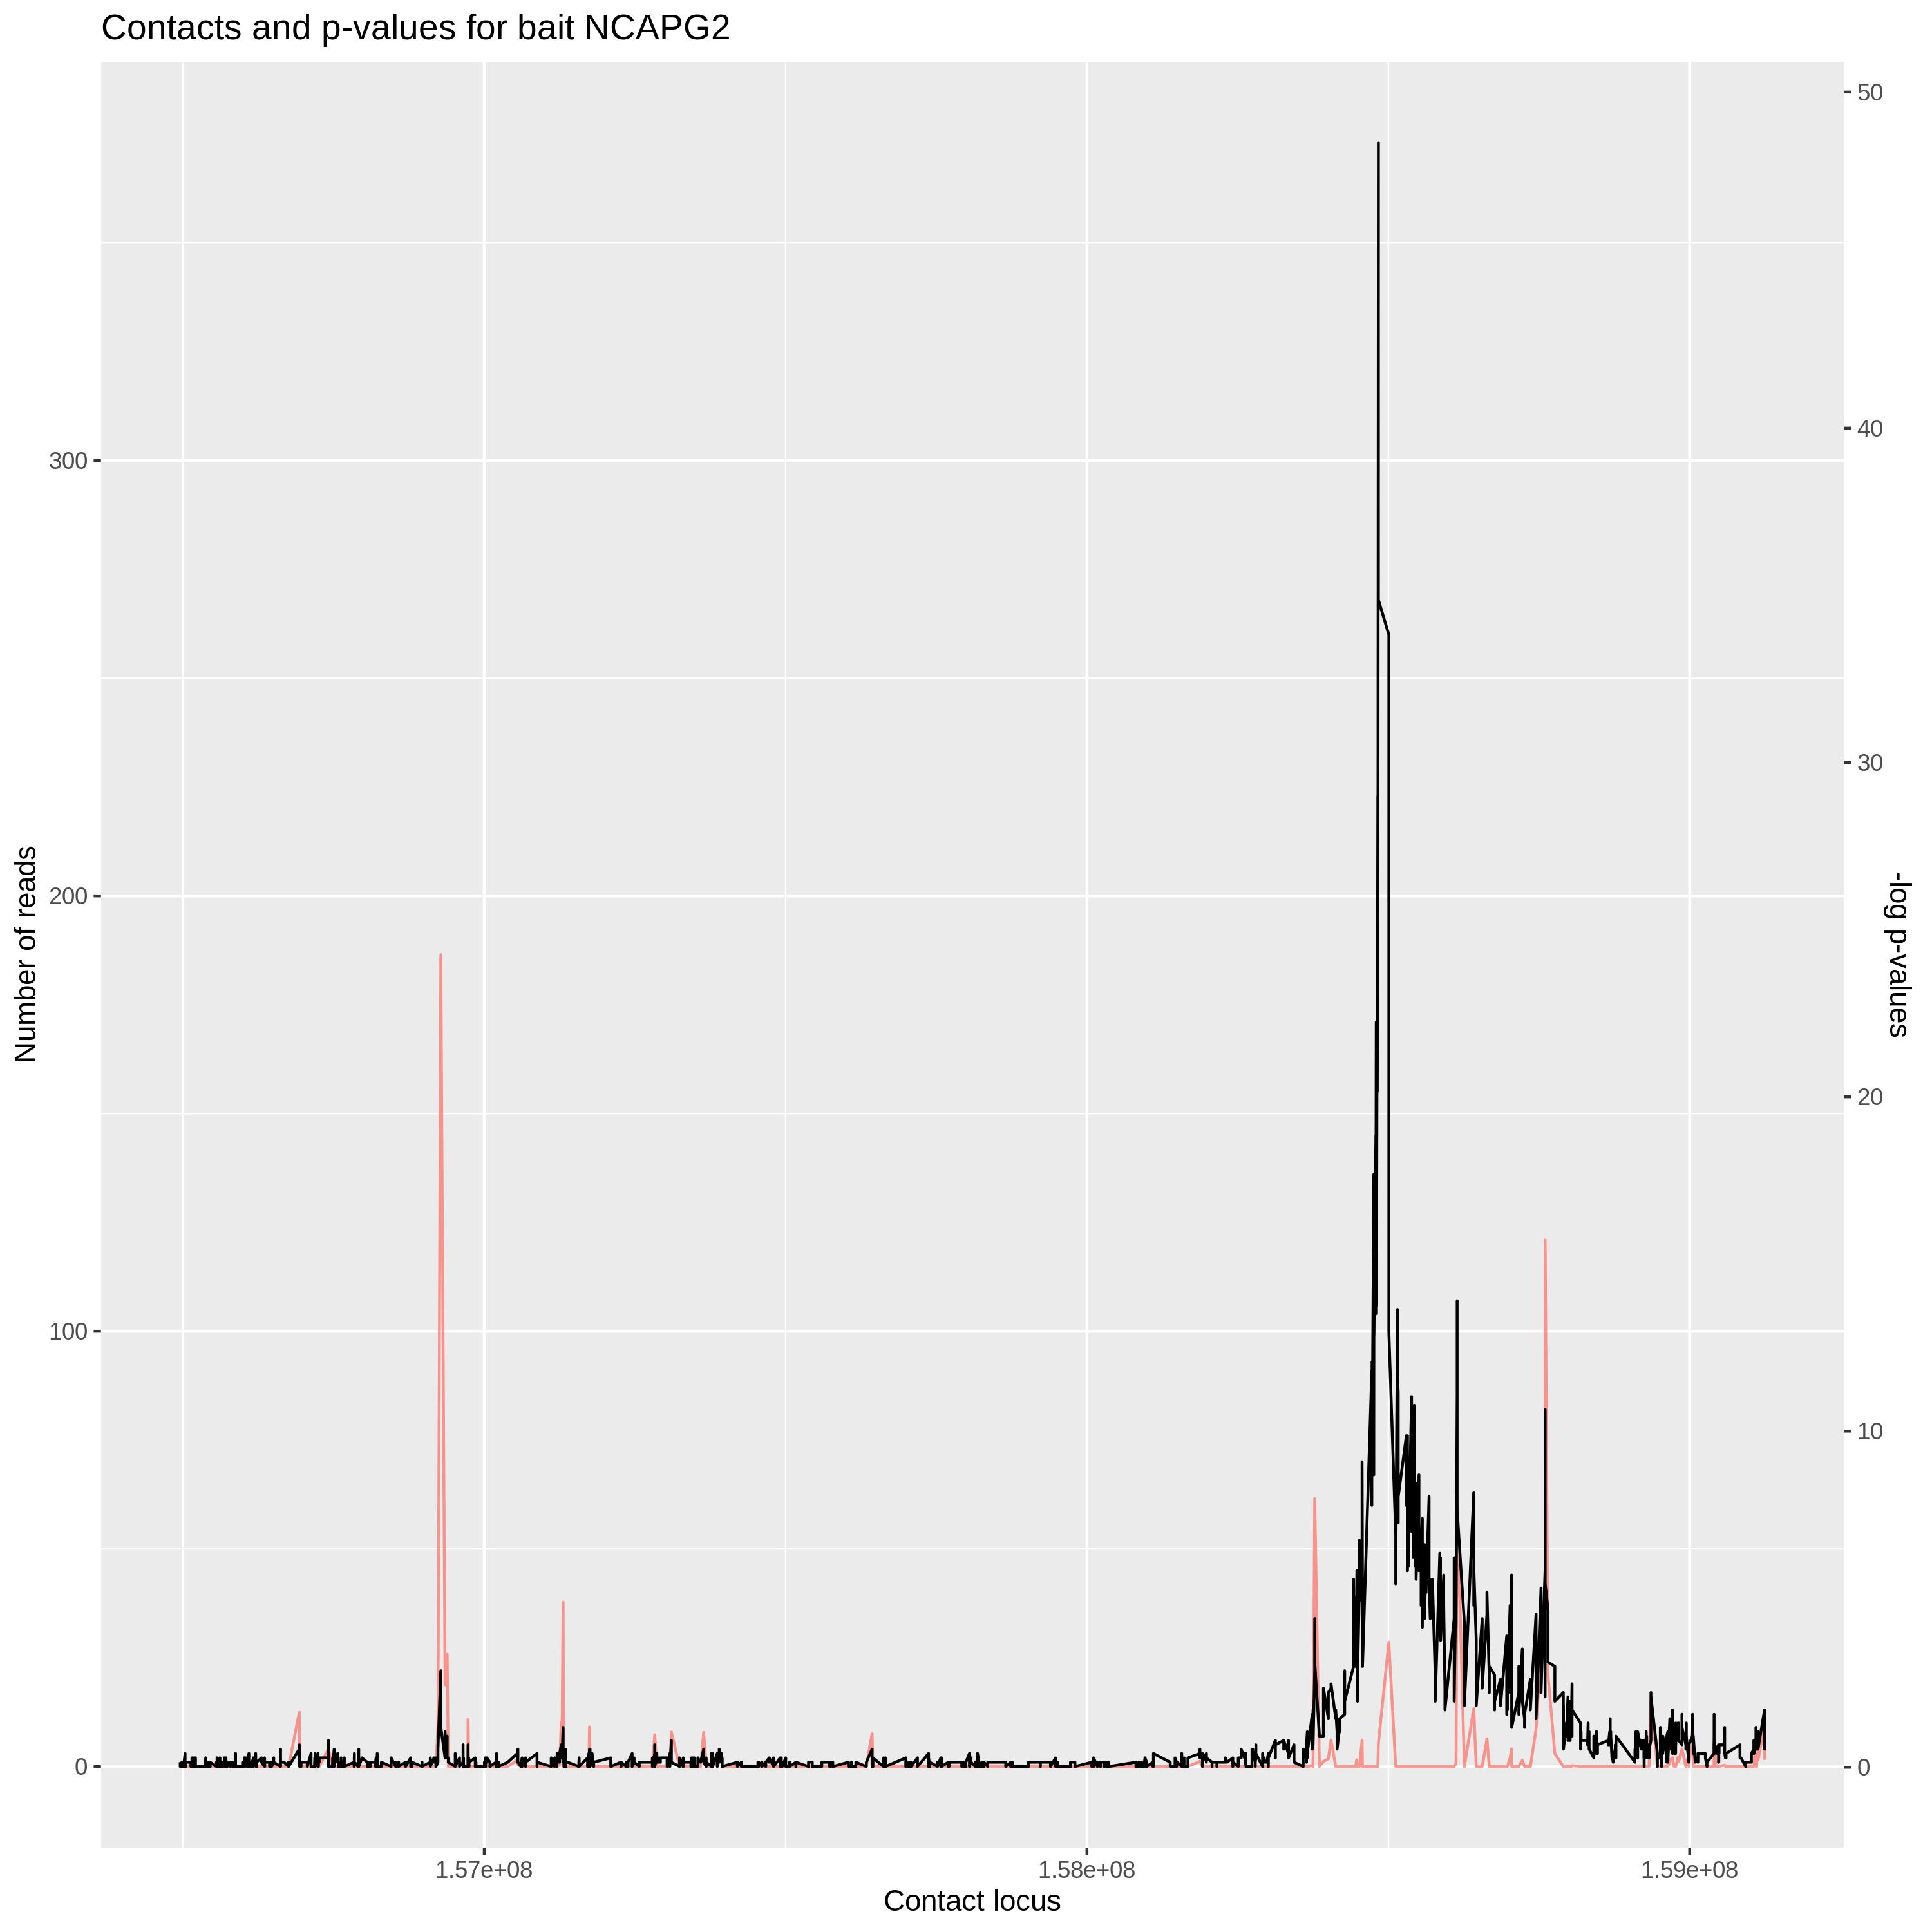 Contacts and p-values for bait NCAPG2
50
40
300
30
200
20
100
10
0
0
Number of reads
-log p-values
1.57e+08
1.58e+08
1.59e+08
Contact locus